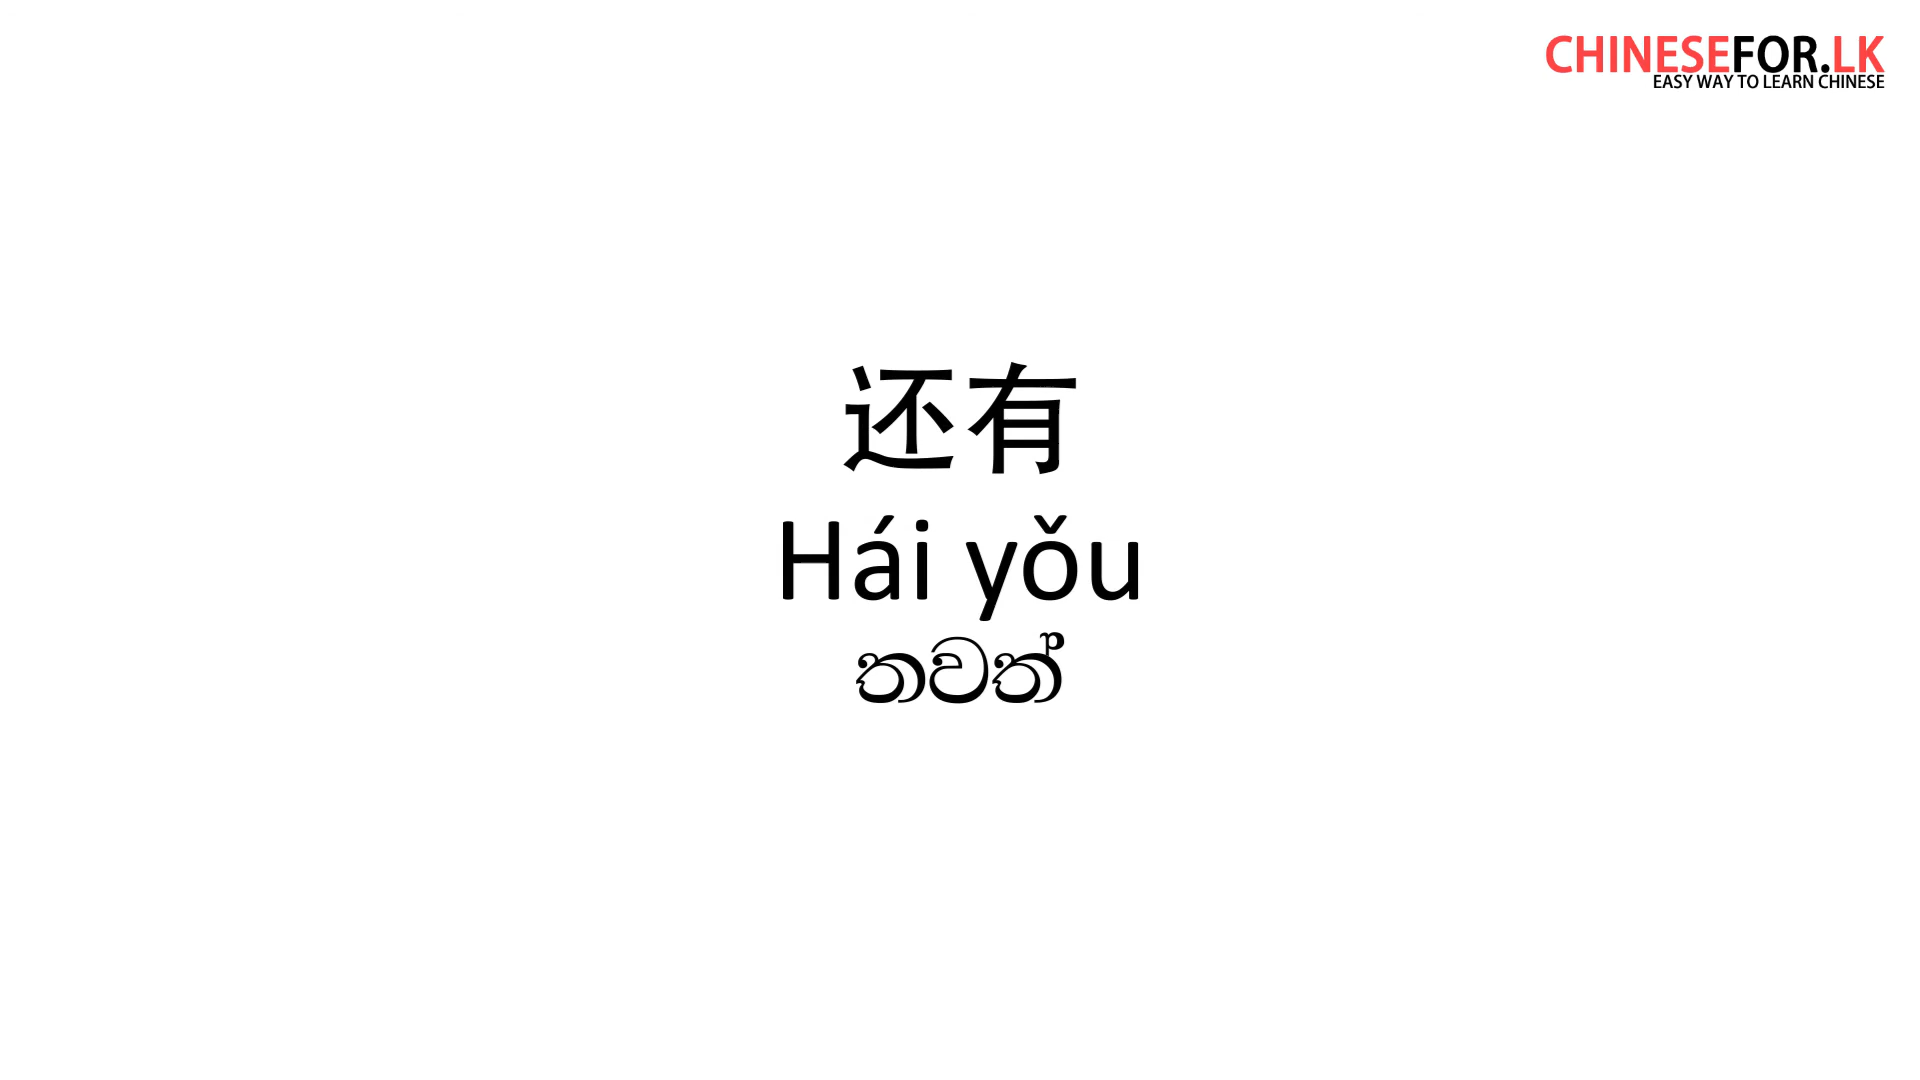 CHINESEFOR.LK
EASY WAY TO LEARN CHINESE
还有
Hái yǒu
තවත්